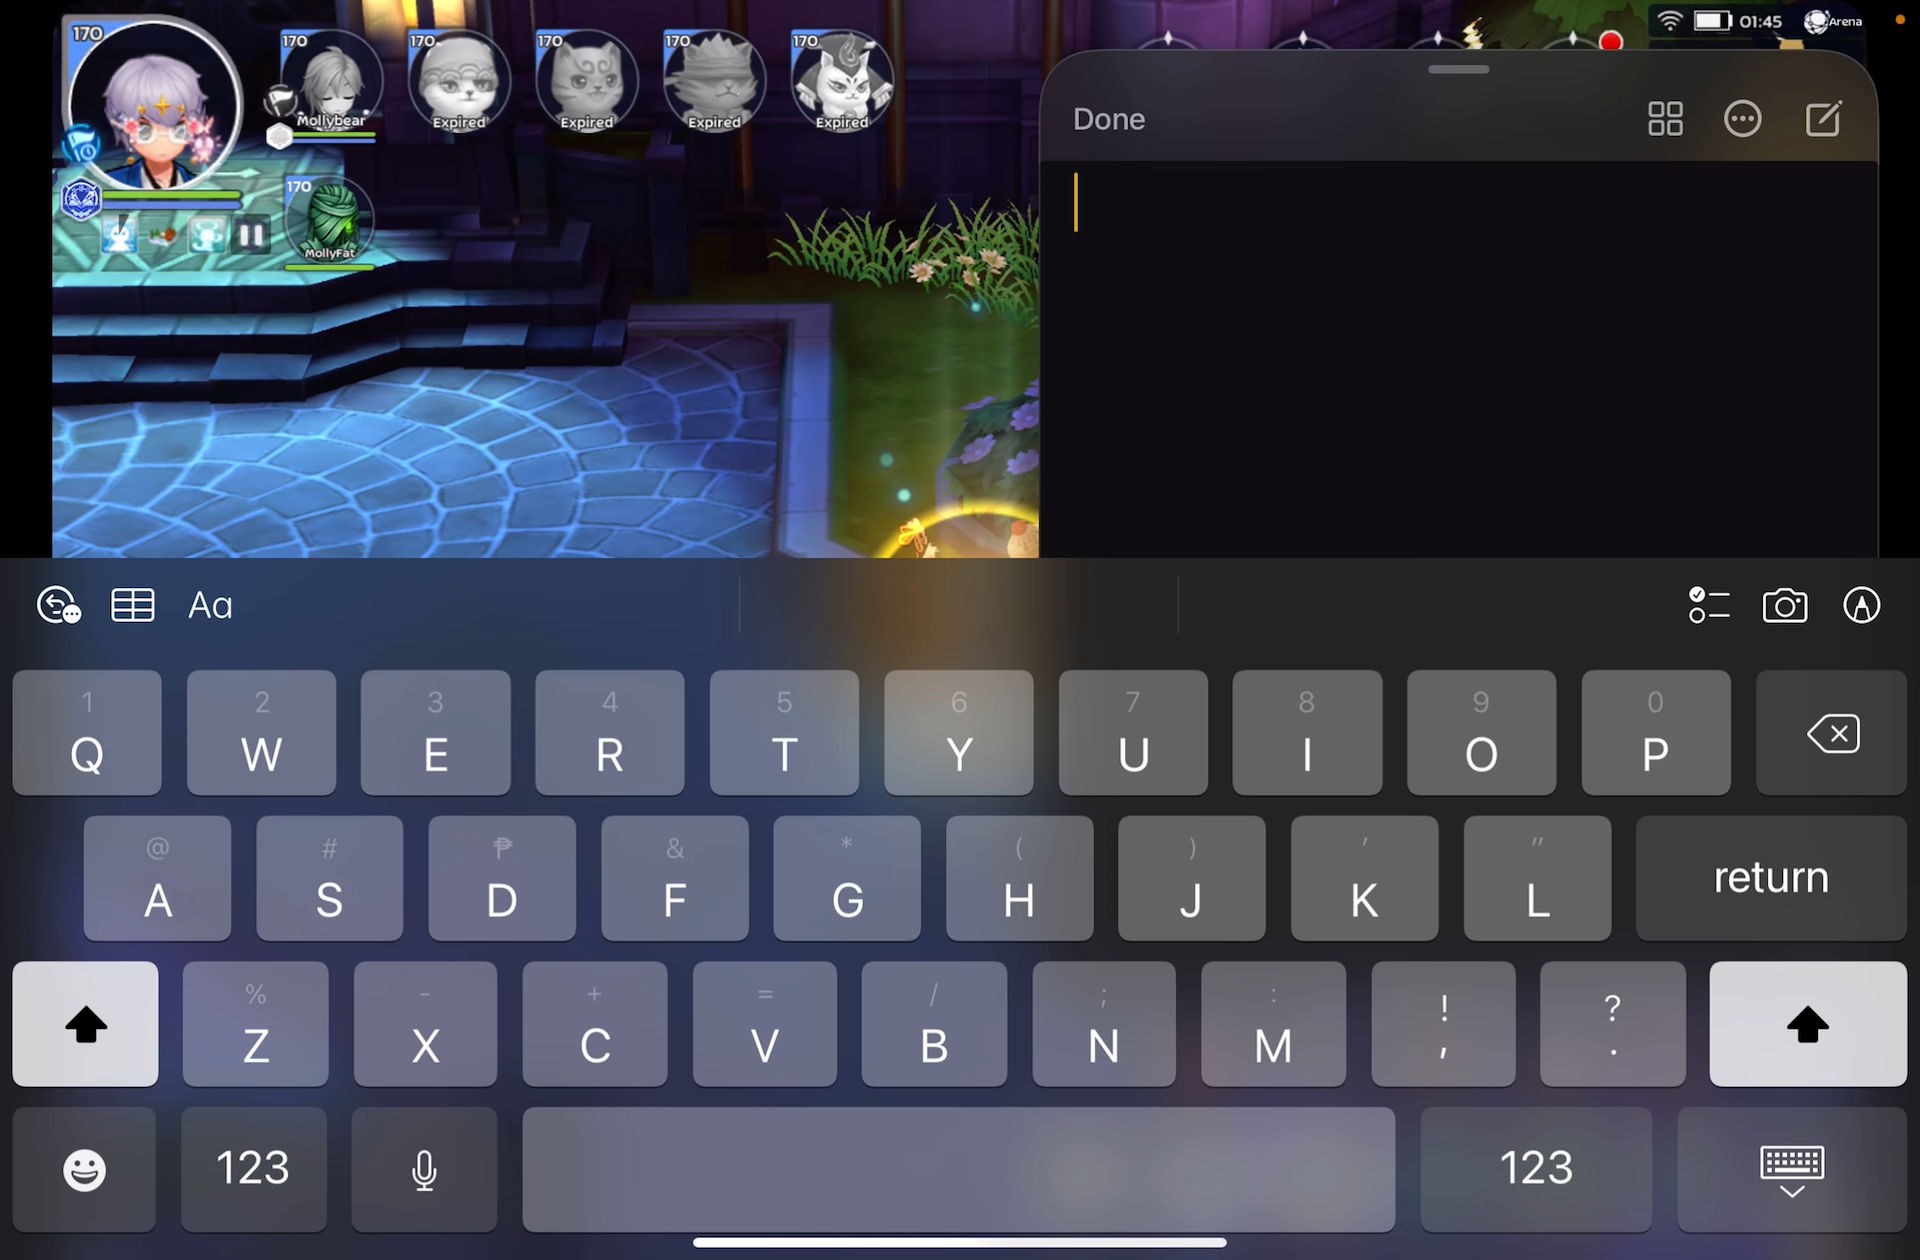 170
170
170
170
170
170
01:45
Arena
Mollybear
Expired
Expired
Expired
Expired
170
MollyFat
Done
Aa
1 2 3 4 5 6 7 8 9 0
Q W E R T Y U I O P
@ # ₱ & * ( ) ' "
A S D F G H J K L return
% - + = / ; : ! ?
Z X C V B N M , .
123 123